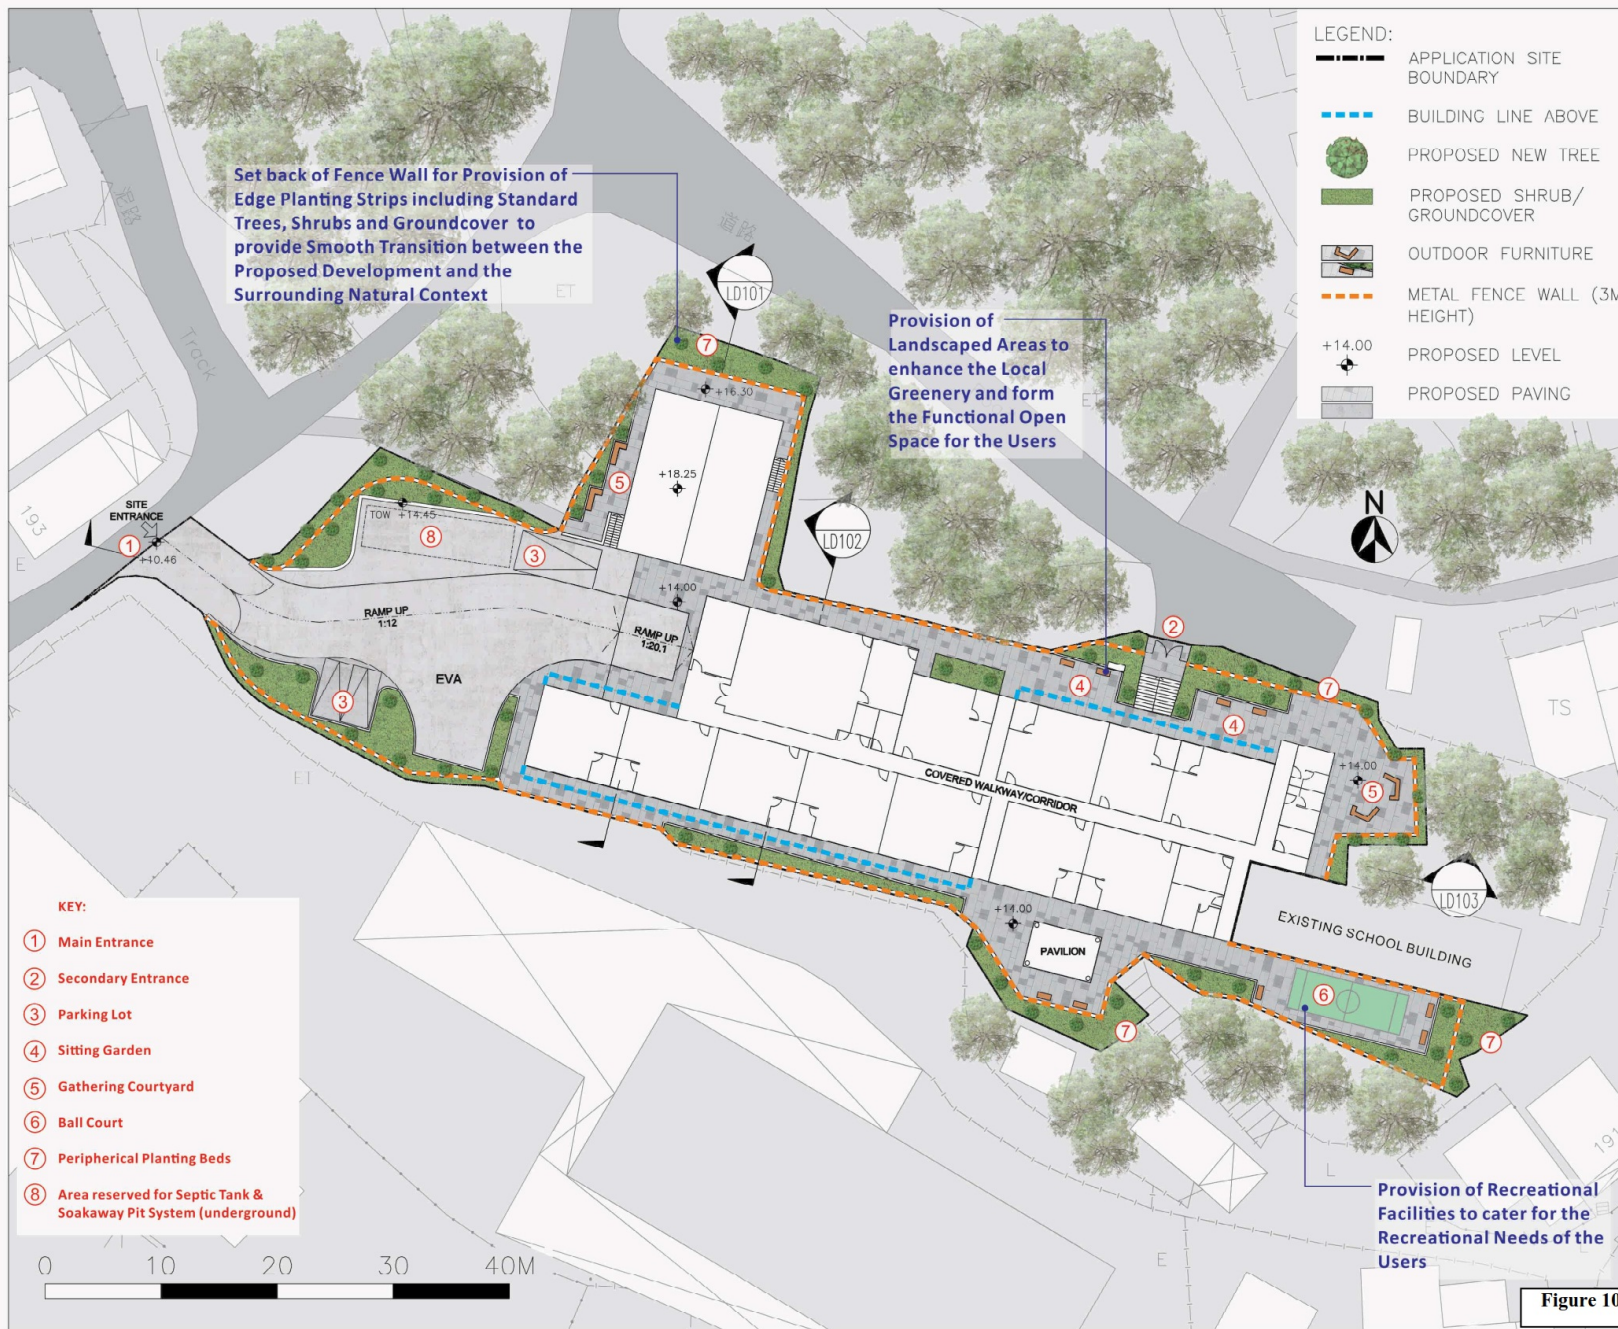 LEGEND:
APPLICATION SITE
BOUNDARY
BUILDING LINE ABOVE
PROPOSED NEW TREE
PROPOSED SHRUB/
GROUNDCOVER
OUTDOOR FURNITURE
METAL FENCE WALL (3M
HEIGHT)
+14.00
PROPOSED LEVEL
PROPOSED PAVING
Set back of Fence Wall for Provision of
Edge Planting Strips including Standard
Trees, Shrubs and Groundcover to
provide Smooth Transition between the
Proposed Development and the
Surrounding Natural Context
ET
Track
道路
LD101
Provision of
Landscaped Areas to
enhance the Local
Greenery and form
the Functional Open
Space for the Users
7
+16.30
+18.25
5
193
E
SITE
ENTRANCE
1
+10.46
TOW +14.45
8
3
LD102
N
+14.00
RAMP UP
1:12
RAMP UP
1:20.1
EVA
3
2
4
4
7
TS
+14.00
5
COVERED WALKWAY/CORRIDOR
LD103
+14.00
PAVILION
EXISTING SCHOOL BUILDING
6
7
7
KEY:
1 Main Entrance
2 Secondary Entrance
3 Parking Lot
4 Sitting Garden
5 Gathering Courtyard
6 Ball Court
7 Peripherical Planting Beds
8 Area reserved for Septic Tank &
Soakaway Pit System (underground)
0 10 20 30 40M
191
L
E
Provision of Recreational
Facilities to cater for the
Recreational Needs of the
Users
Figure 10